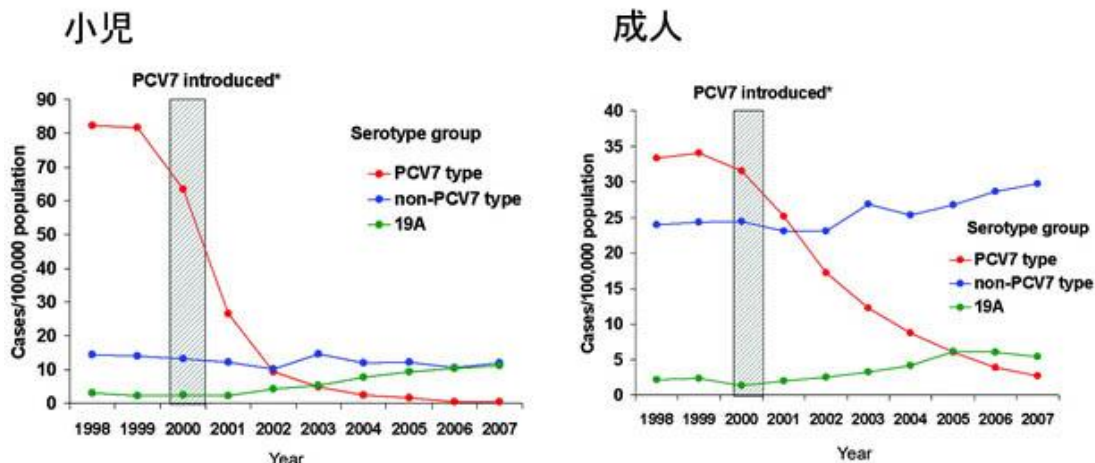 小児
PCV7 introduced*
Cases/100,000 population
90
80
70
60
50
40
30
20
10
0
Serotype group
PCV7 type
non-PCV7 type
19A
1998 1999 2000 2001 2002 2003 2004 2005 2006 2007
Year
成人
PCV7 introduced*
Cases/100,000 population
40
35
30
25
20
15
10
5
0
Serotype group
PCV7 type
non-PCV7 type
19A
1998 1999 2000 2001 2002 2003 2004 2005 2006 2007
Year